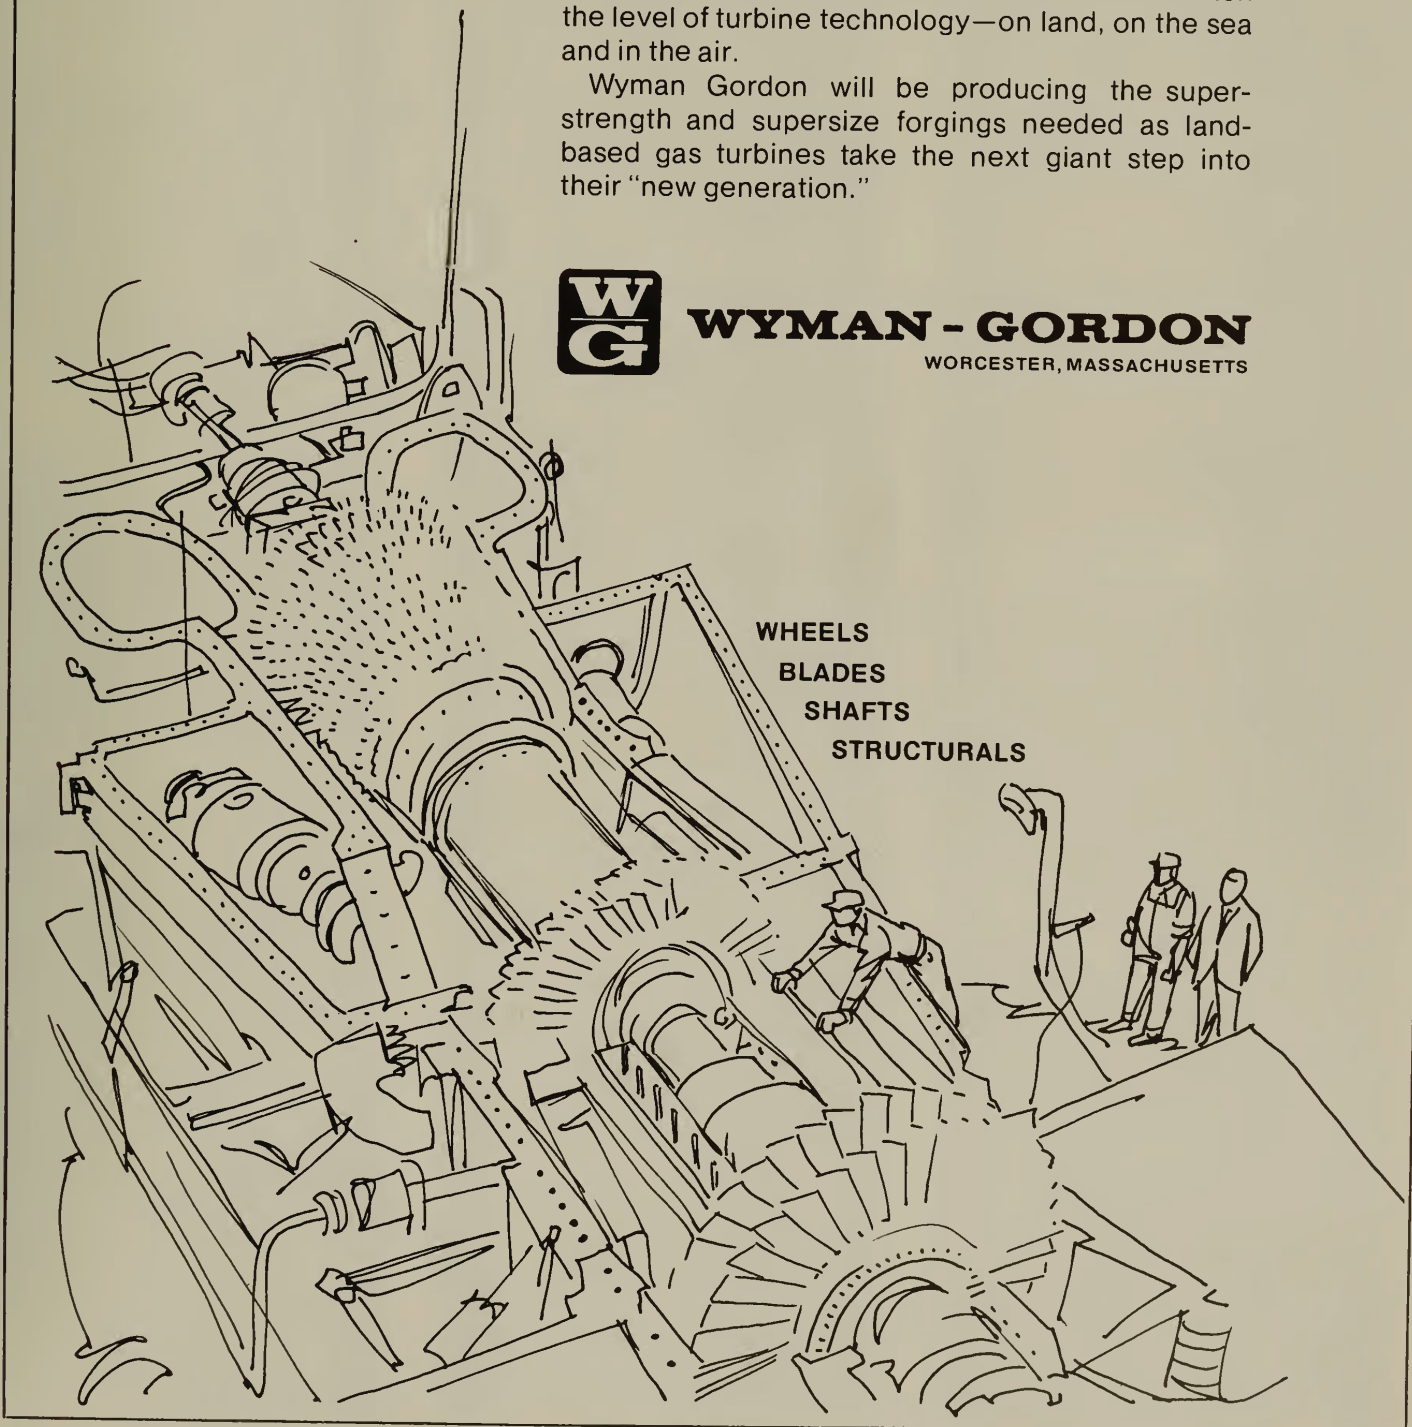 the level of turbine technology—on land, on the sea
and in the air.
Wyman Gordon will be producing the super-
strength and supersize forgings needed as land-
based gas turbines take the next giant step into
their “new generation.”
W
G
WYMAN-GORDON
WORCESTER, MASSACHUSETTS
WHEELS
BLADES
SHAFTS
STRUCTURALS